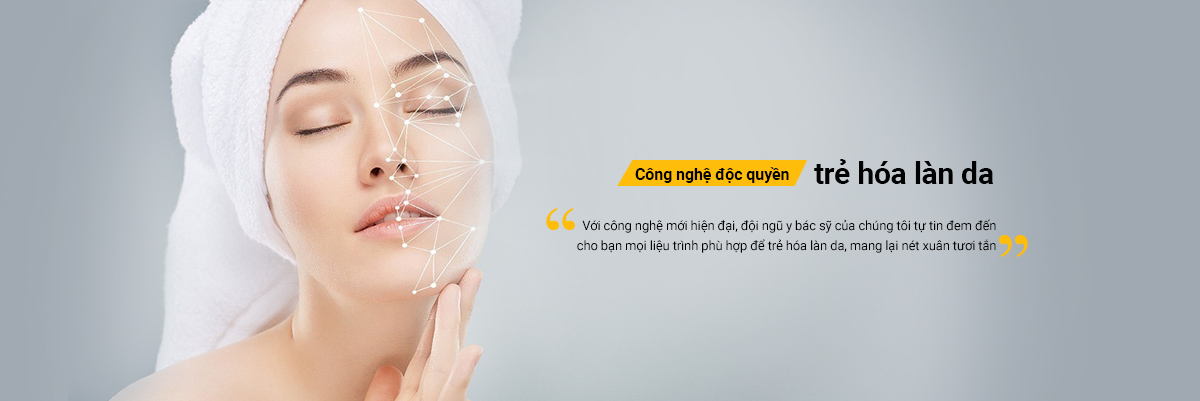 Công nghệ độc quyền trẻ hóa làn da
“ Với công nghệ mới hiện đại, đội ngũ y bác sỹ của chúng tôi tự tin đem đến
cho bạn mọi liệu trình phù hợp để trẻ hóa làn da, mang lại nét xuân tươi tắn ”